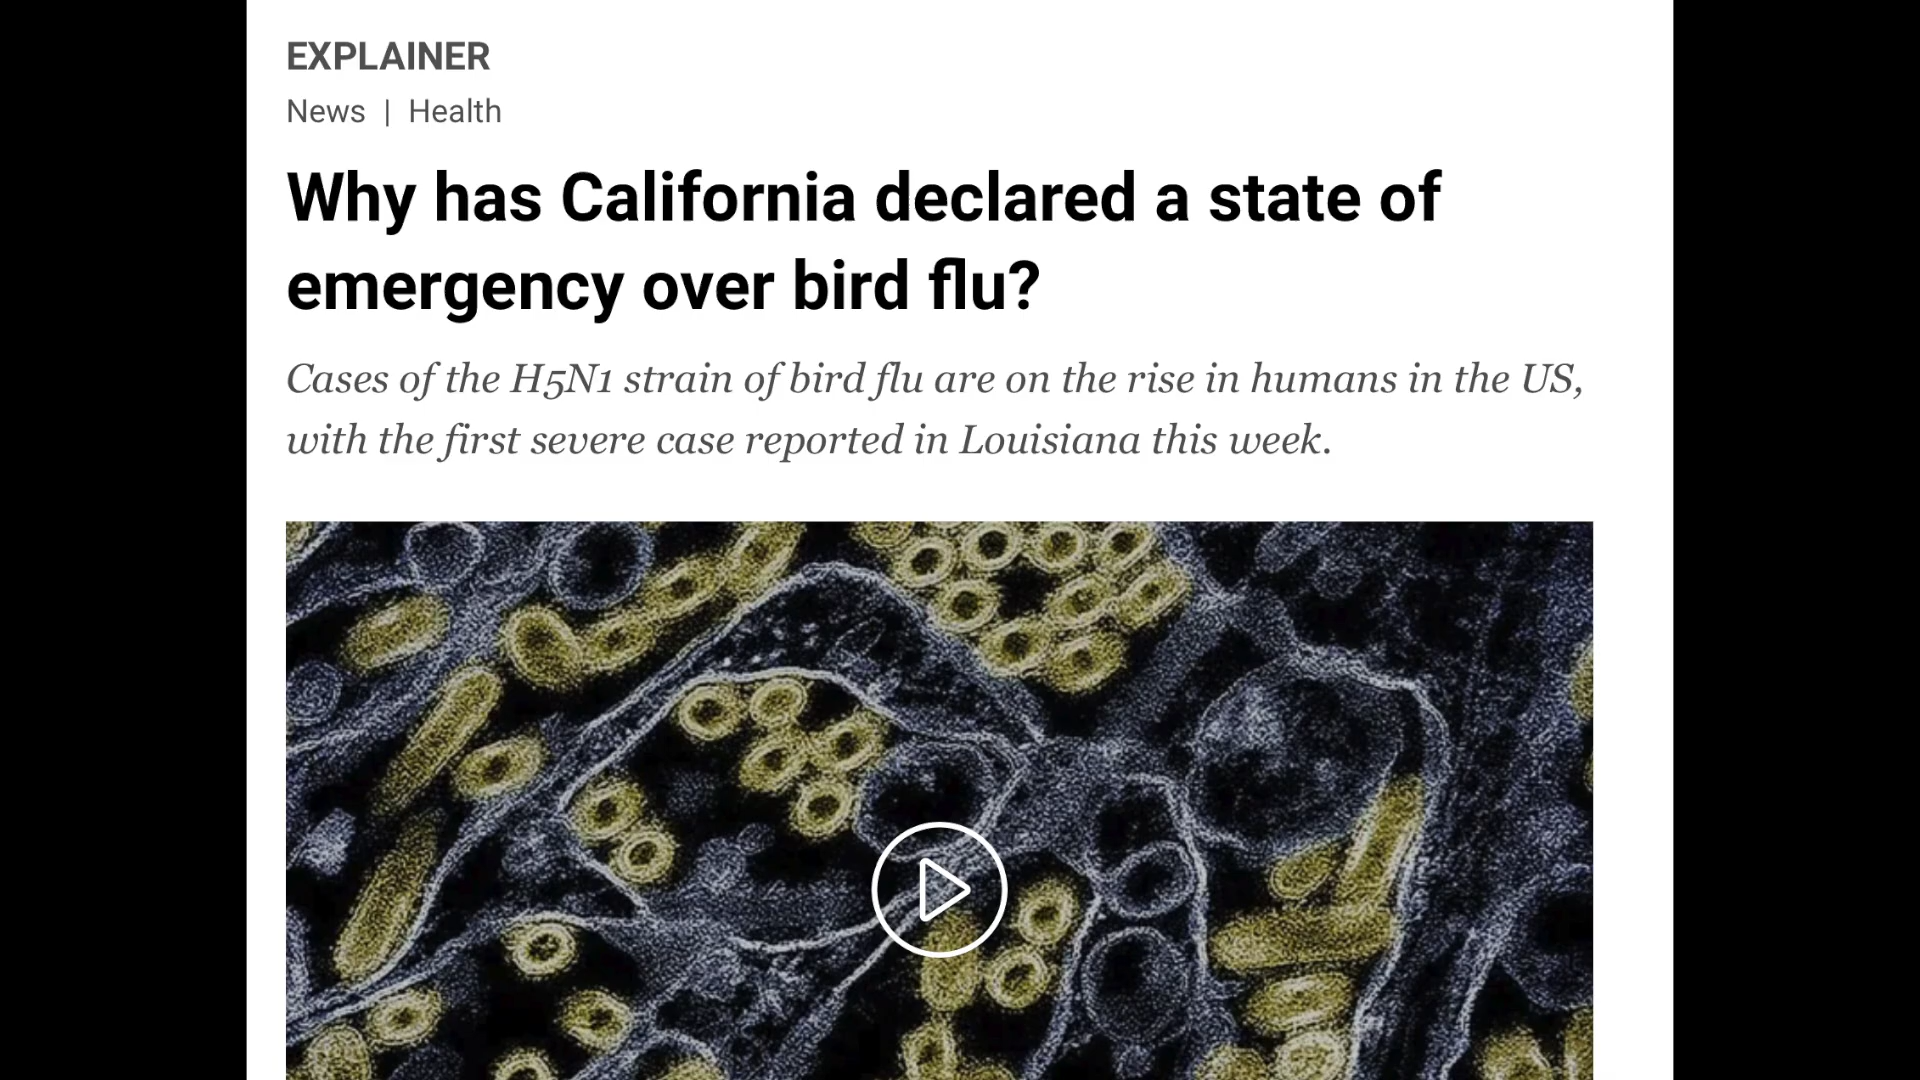 EXPLAINER
News | Health
Why has California declared a state of
emergency over bird flu?
Cases of the H5N1 strain of bird flu are on the rise in humans in the US,
with the first severe case reported in Louisiana this week.